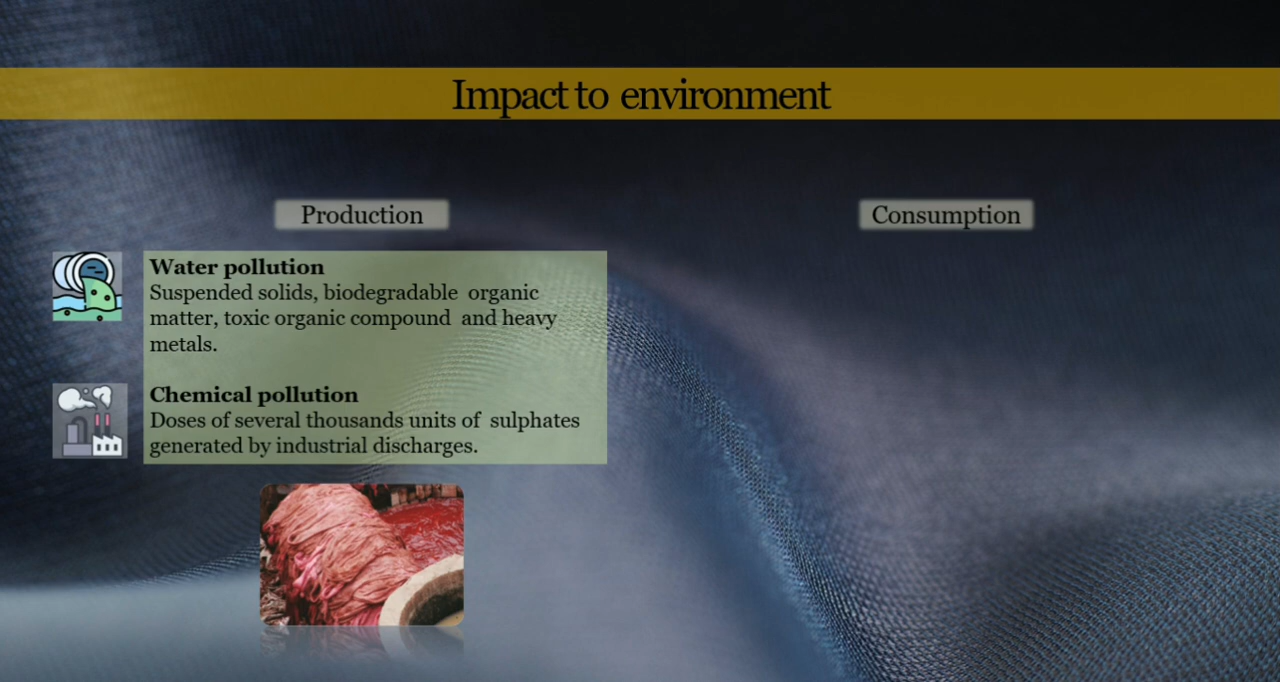 Impact to environment
Production
Consumption
Water pollution
Suspended solids, biodegradable organic
matter, toxic organic compound and heavy
metals.
Chemical pollution
Doses of several thousands units of sulphates
generated by industrial discharges.